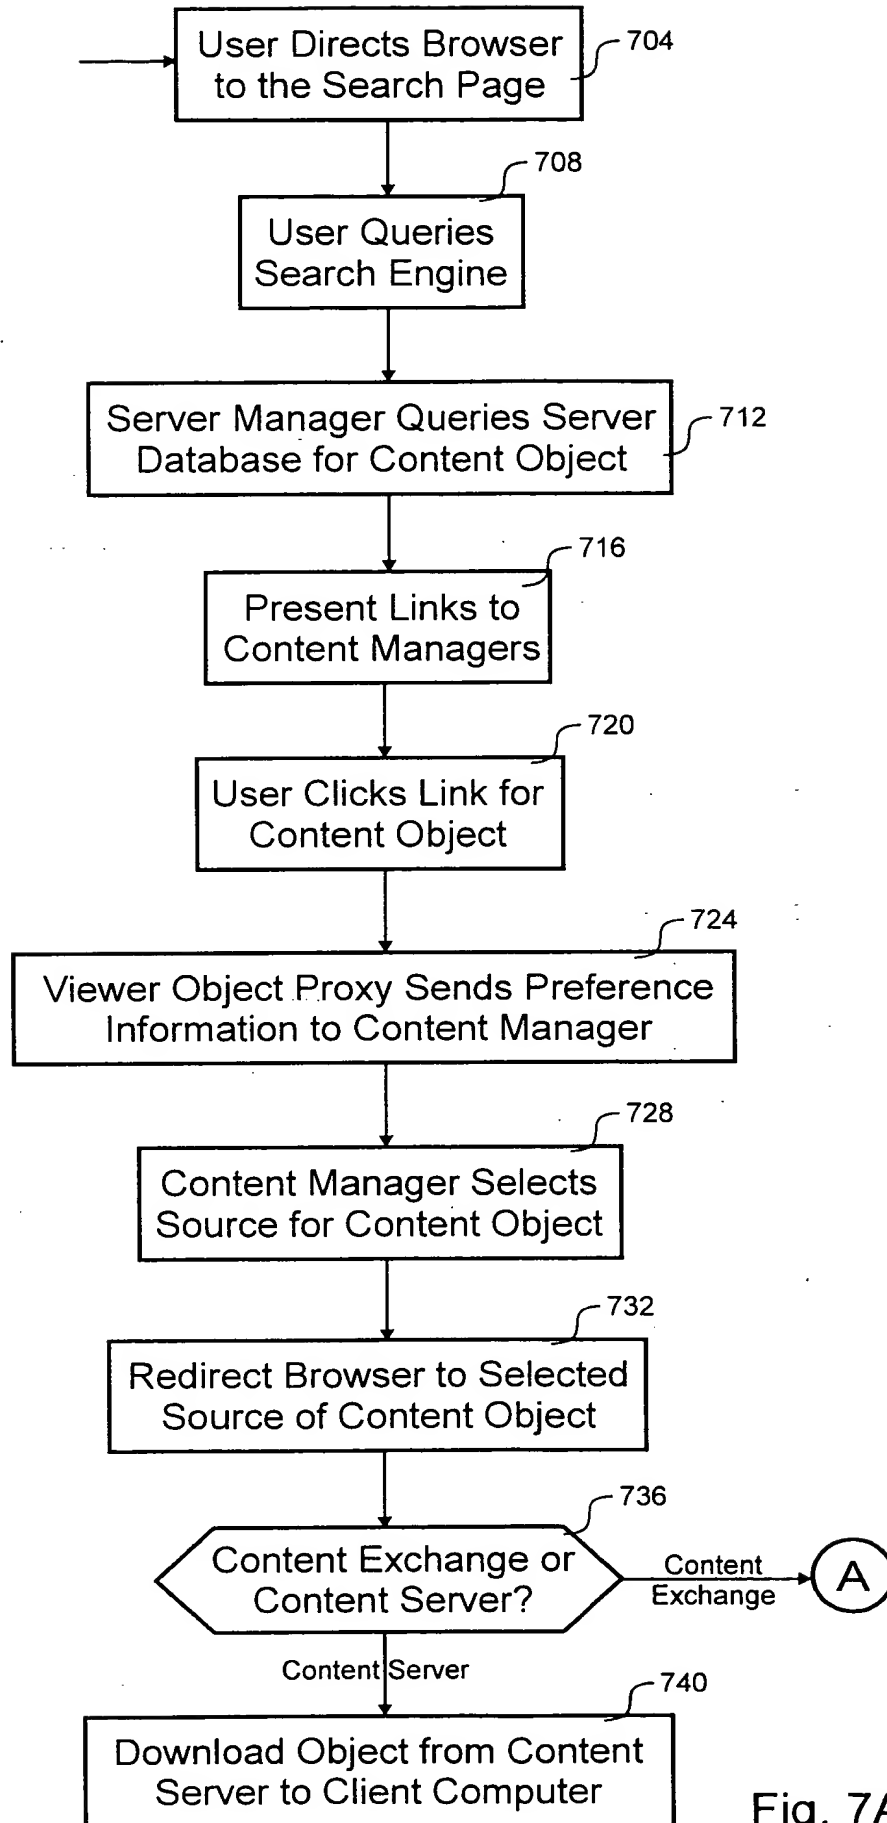 User Directs Browser
to the Search Page
704
708
User Queries
Search Engine
Server Manager Queries Server
Database for Content Object
712
716
Present Links to
Content Managers
720
User Clicks Link for
Content Object
724
Viewer Object Proxy Sends Preference
Information to Content Manager
728
Content Manager Selects
Source for Content Object
732
Redirect Browser to Selected
Source of Content Object
736
Content Exchange or
Content Server?
Content
Exchange
A
Content Server
740
Download Object from Content
Server to Client Computer
Fig. 7A